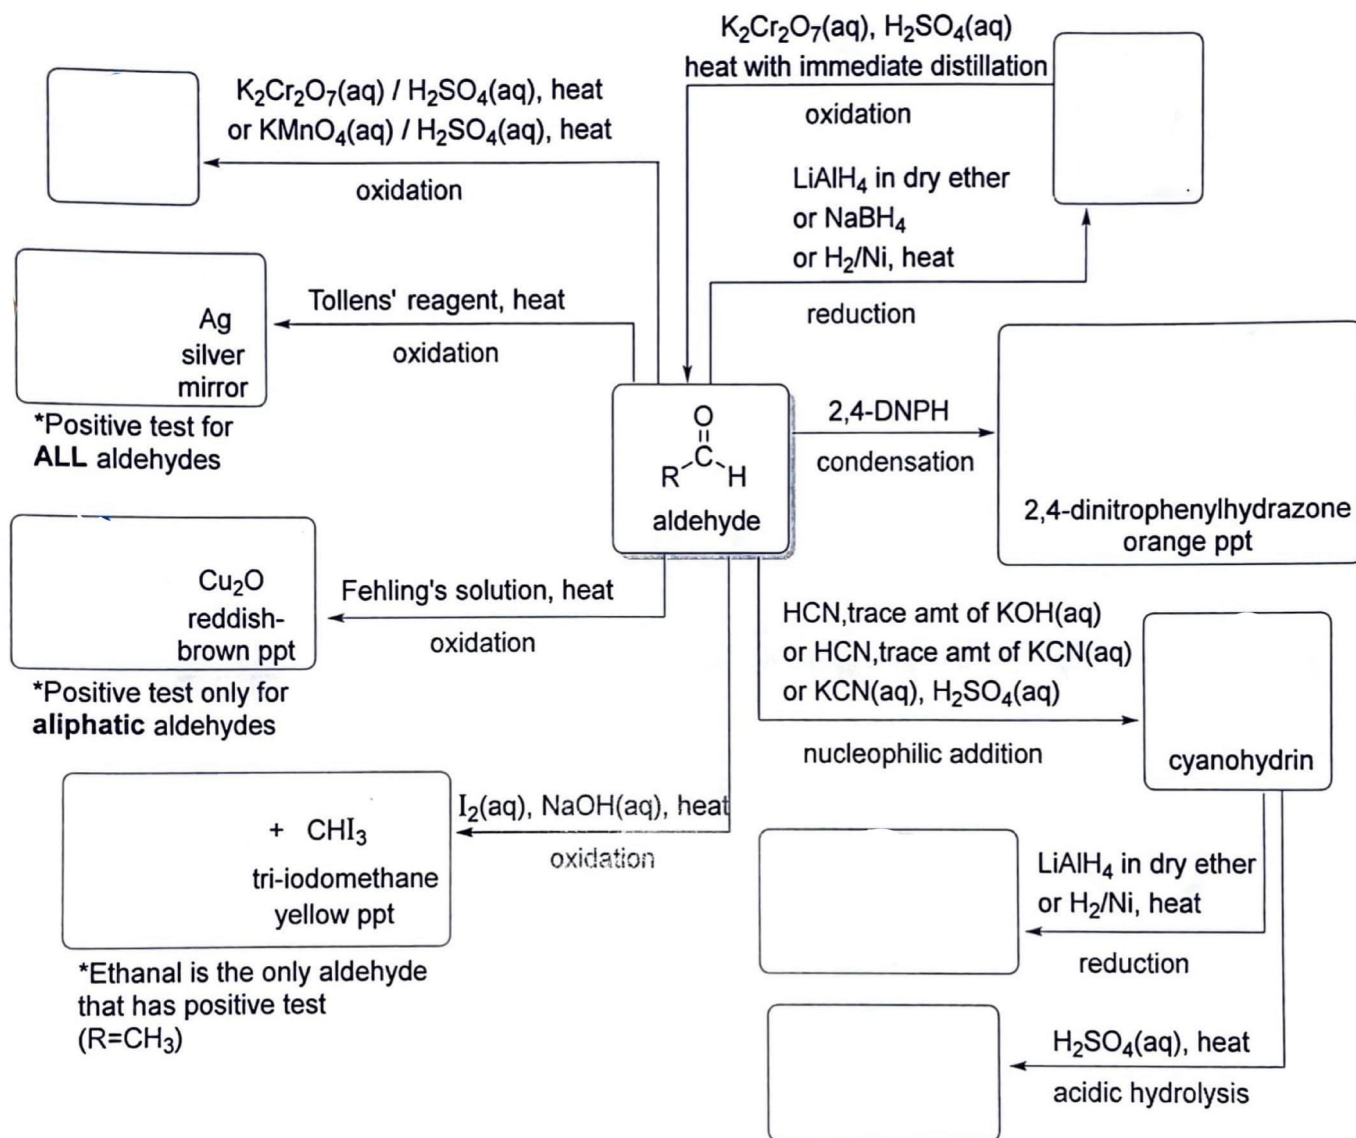 K2Cr2O7(aq), H2SO4(aq)
heat with immediate distillation
oxidation
K2Cr2O7(aq) / H2SO4(aq), heat
or KMnO4(aq) / H2SO4(aq), heat
oxidation
LiAlH4 in dry ether
or NaBH4
or H2/Ni, heat
reduction
Tollens' reagent, heat
oxidation
Ag
silver
mirror
*Positive test for
ALL aldehydes
O
R C H
aldehyde
2,4-DNPH
condensation
2,4-dinitrophenylhydrazone
orange ppt
Cu2O
reddish-
brown ppt
Fehling's solution, heat
oxidation
*Positive test only for
aliphatic aldehydes
HCN,trace amt of KOH(aq)
or HCN,trace amt of KCN(aq)
or KCN(aq), H2SO4(aq)
nucleophilic addition
cyanohydrin
+ CHI3
tri-iodomethane
yellow ppt
I2(aq), NaOH(aq), heat
oxidation
*Ethanal is the only aldehyde
that has positive test
(R=CH3)
LiAlH4 in dry ether
or H2/Ni, heat
reduction
H2SO4(aq), heat
acidic hydrolysis